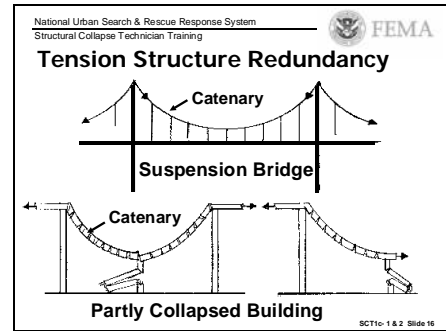 National Urban Search & Rescue Response System
Structural Collapse Technician Training
FEMA
Tension Structure Redundancy
Catenary
Suspension Bridge
Catenary
Partly Collapsed Building
SCT1c- 1 & 2 Slide 16